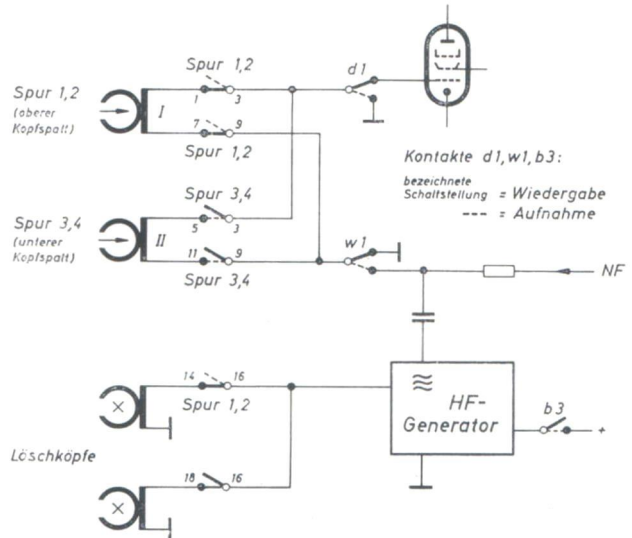 Spur 1,2
d1
Spur 1,2
(oberer
Kopfspalt)
I
1
3
7
9
Spur 1,2
Kontakte d1,w1,b3:
bezeichnete
Schaltstellung = Wiedergabe
--- = Aufnahme
Spur 3,4
Spur 3,4
(unterer
Kopfspalt)
II
5
3
11
9
Spur 3,4
w1
NF
14
16
Spur 1,2
HF-
Generator
b3
+
Löschköpfe
18
16